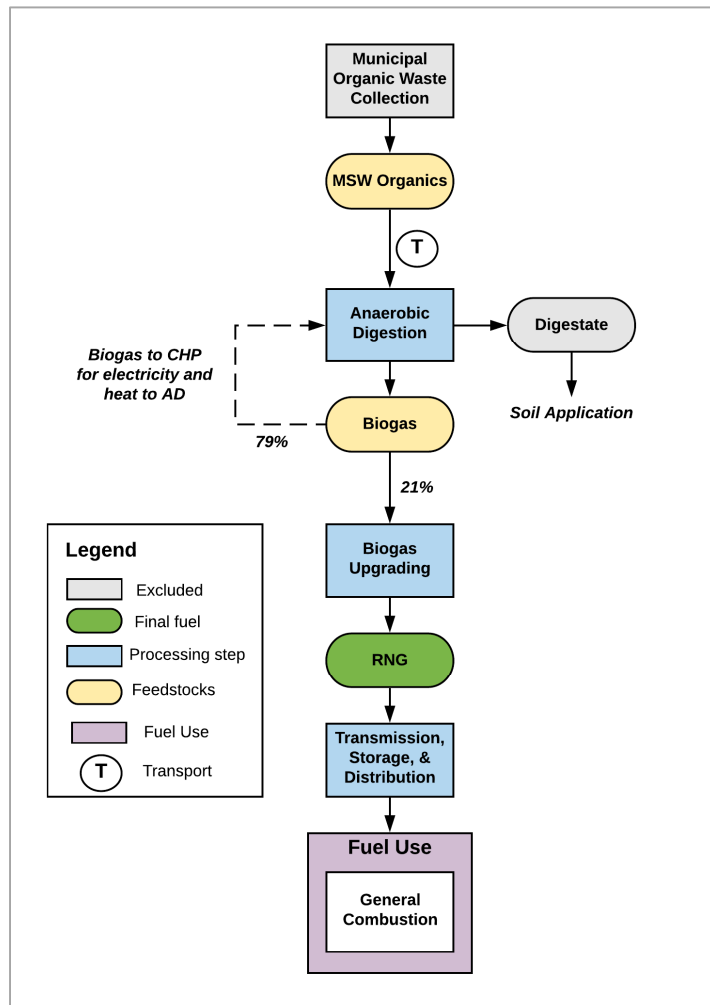 Municipal
Organic Waste
Collection
MSW Organics
T
Anaerobic
Digestion
Digestate
Biogas to CHP
for electricity and
heat to AD
Soil Application
Biogas
79%
21%
Biogas
Upgrading
Legend
Excluded
Final fuel
Processing step
Feedstocks
Fuel Use
T
Transport
RNG
Transmission,
Storage, &
Distribution
Fuel Use
General
Combustion